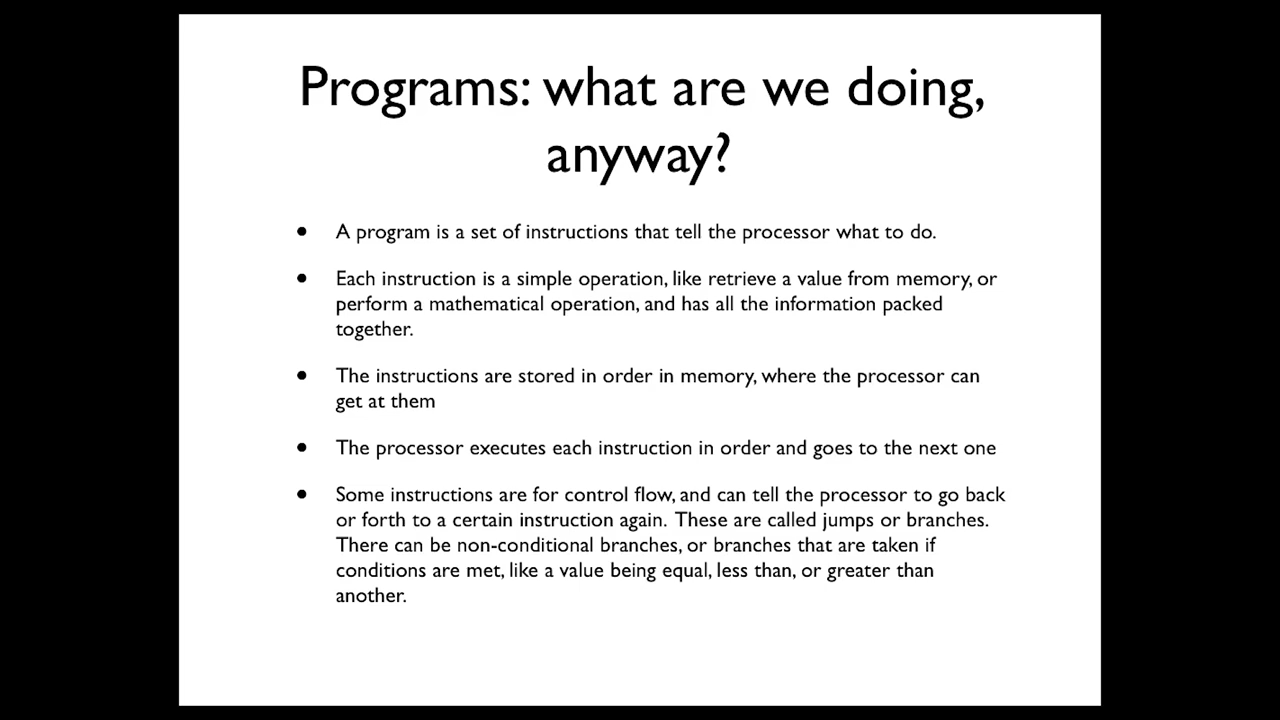 Programs: what are we doing,
anyway?
• A program is a set of instructions that tell the processor what to do.
• Each instruction is a simple operation, like retrieve a value from memory, or
perform a mathematical operation, and has all the information packed
together.
• The instructions are stored in order in memory, where the processor can
get at them
• The processor executes each instruction in order and goes to the next one
• Some instructions are for control flow, and can tell the processor to go back
or forth to a certain instruction again. These are called jumps or branches.
There can be non-conditional branches, or branches that are taken if
conditions are met, like a value being equal, less than, or greater than
another.